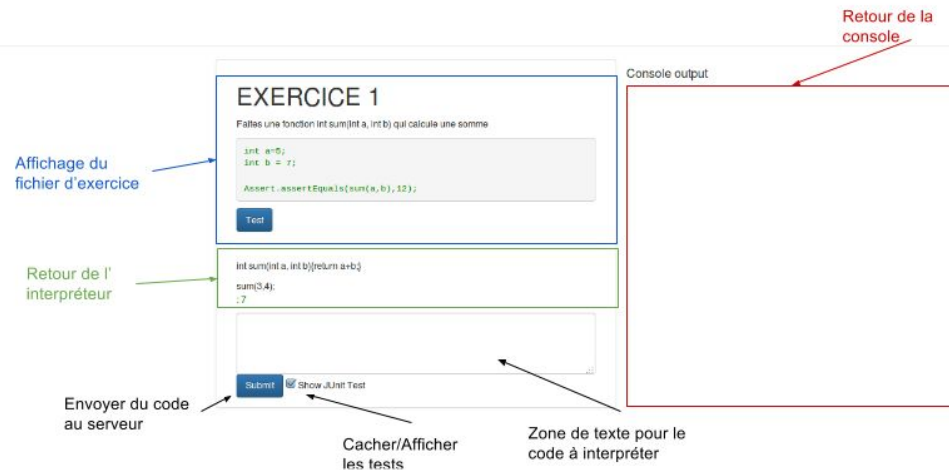 Retour de la
console
Console output
EXERCICE 1
Faites une fonction int sum(int a, int b) qui calcule une somme
int a=5;
int b = 7;
Assert.assertEquals(sum(a,b),12);
Test
Affichage du
fichier d'exercice
int sum(int a, int b){return a+b;}
sum(3,4);
:7
Retour de l'
interpréteur
Submit
Show JUnit Test
Envoyer du code
au serveur
Cacher/Afficher
les tests
Zone de texte pour le
code à interpréter